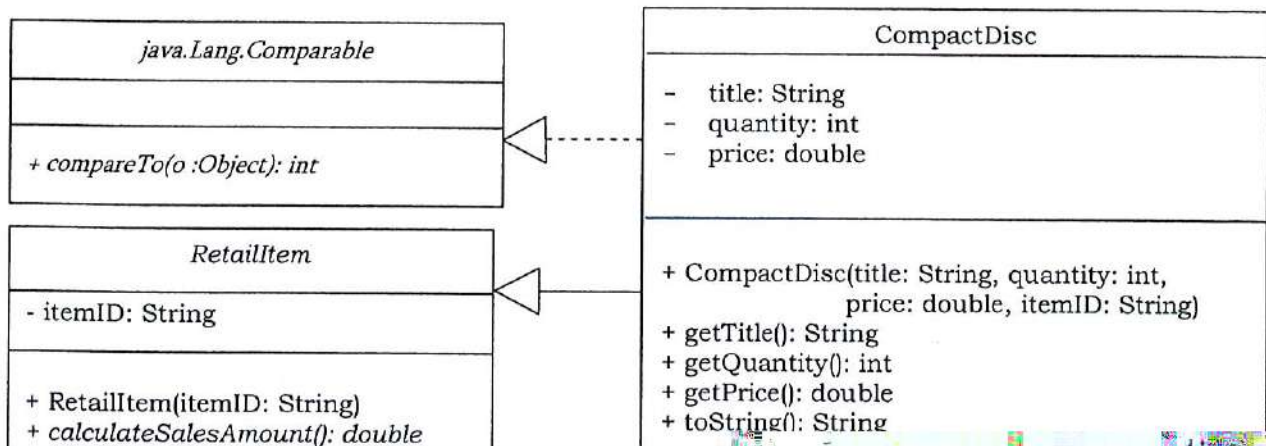 java.Lang.Comparable
+ compareTo(o :Object): int
RetailItem
- itemID: String
+ RetailItem(itemID: String)
+ calculateSalesAmount(): double
CompactDisc
- title: String
- quantity: int
- price: double
+ CompactDisc(title: String, quantity: int,
price: double, itemID: String)
+ getTitle(): String
+ getQuantity(): int
+ getPrice(): double
+ toString(): String